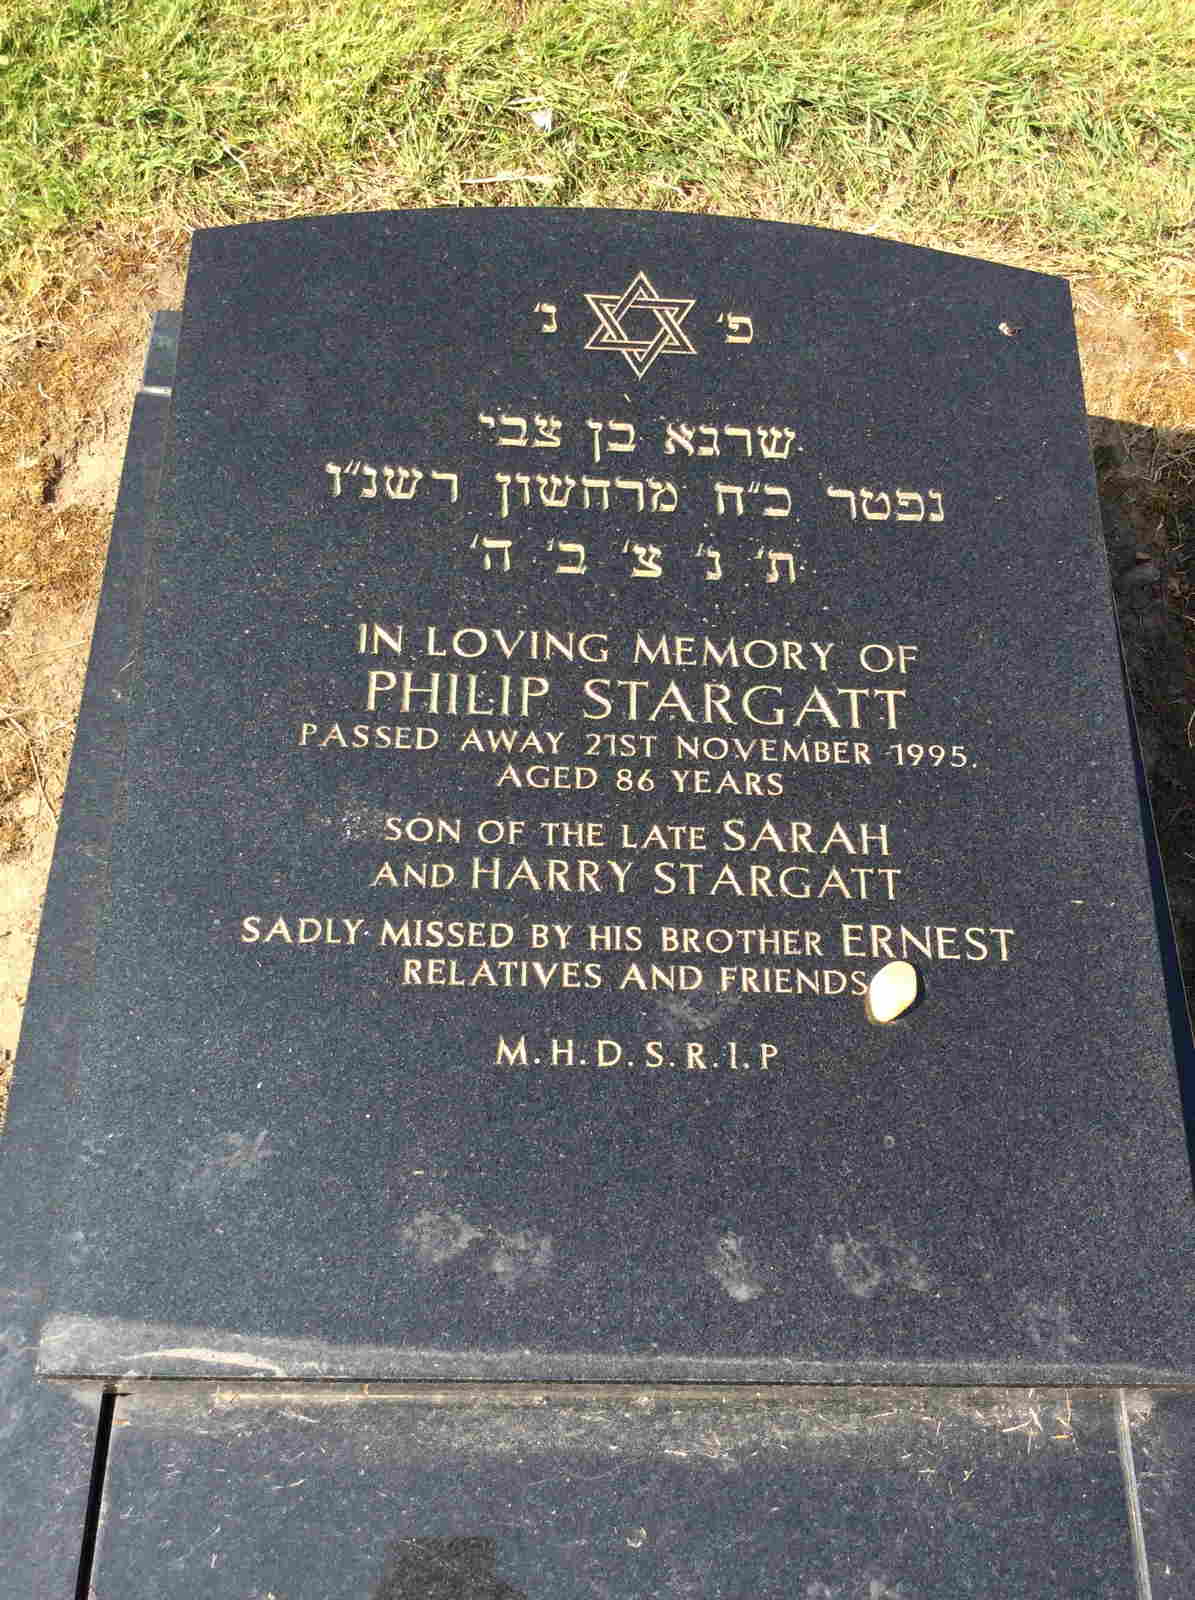 פ' נ'
שרגא בן צבי
נפטר כ"ח מרחשון רשנ"ו
ת' נ' צ' ב' ה'
IN LOVING MEMORY OF
PHILIP STARGATT
PASSED AWAY 21ST NOVEMBER 1995.
AGED 86 YEARS
SON OF THE LATE SARAH
AND HARRY STARGATT
SADLY MISSED BY HIS BROTHER ERNEST
RELATIVES AND FRIENDS
M.H.D.S.R.I.P